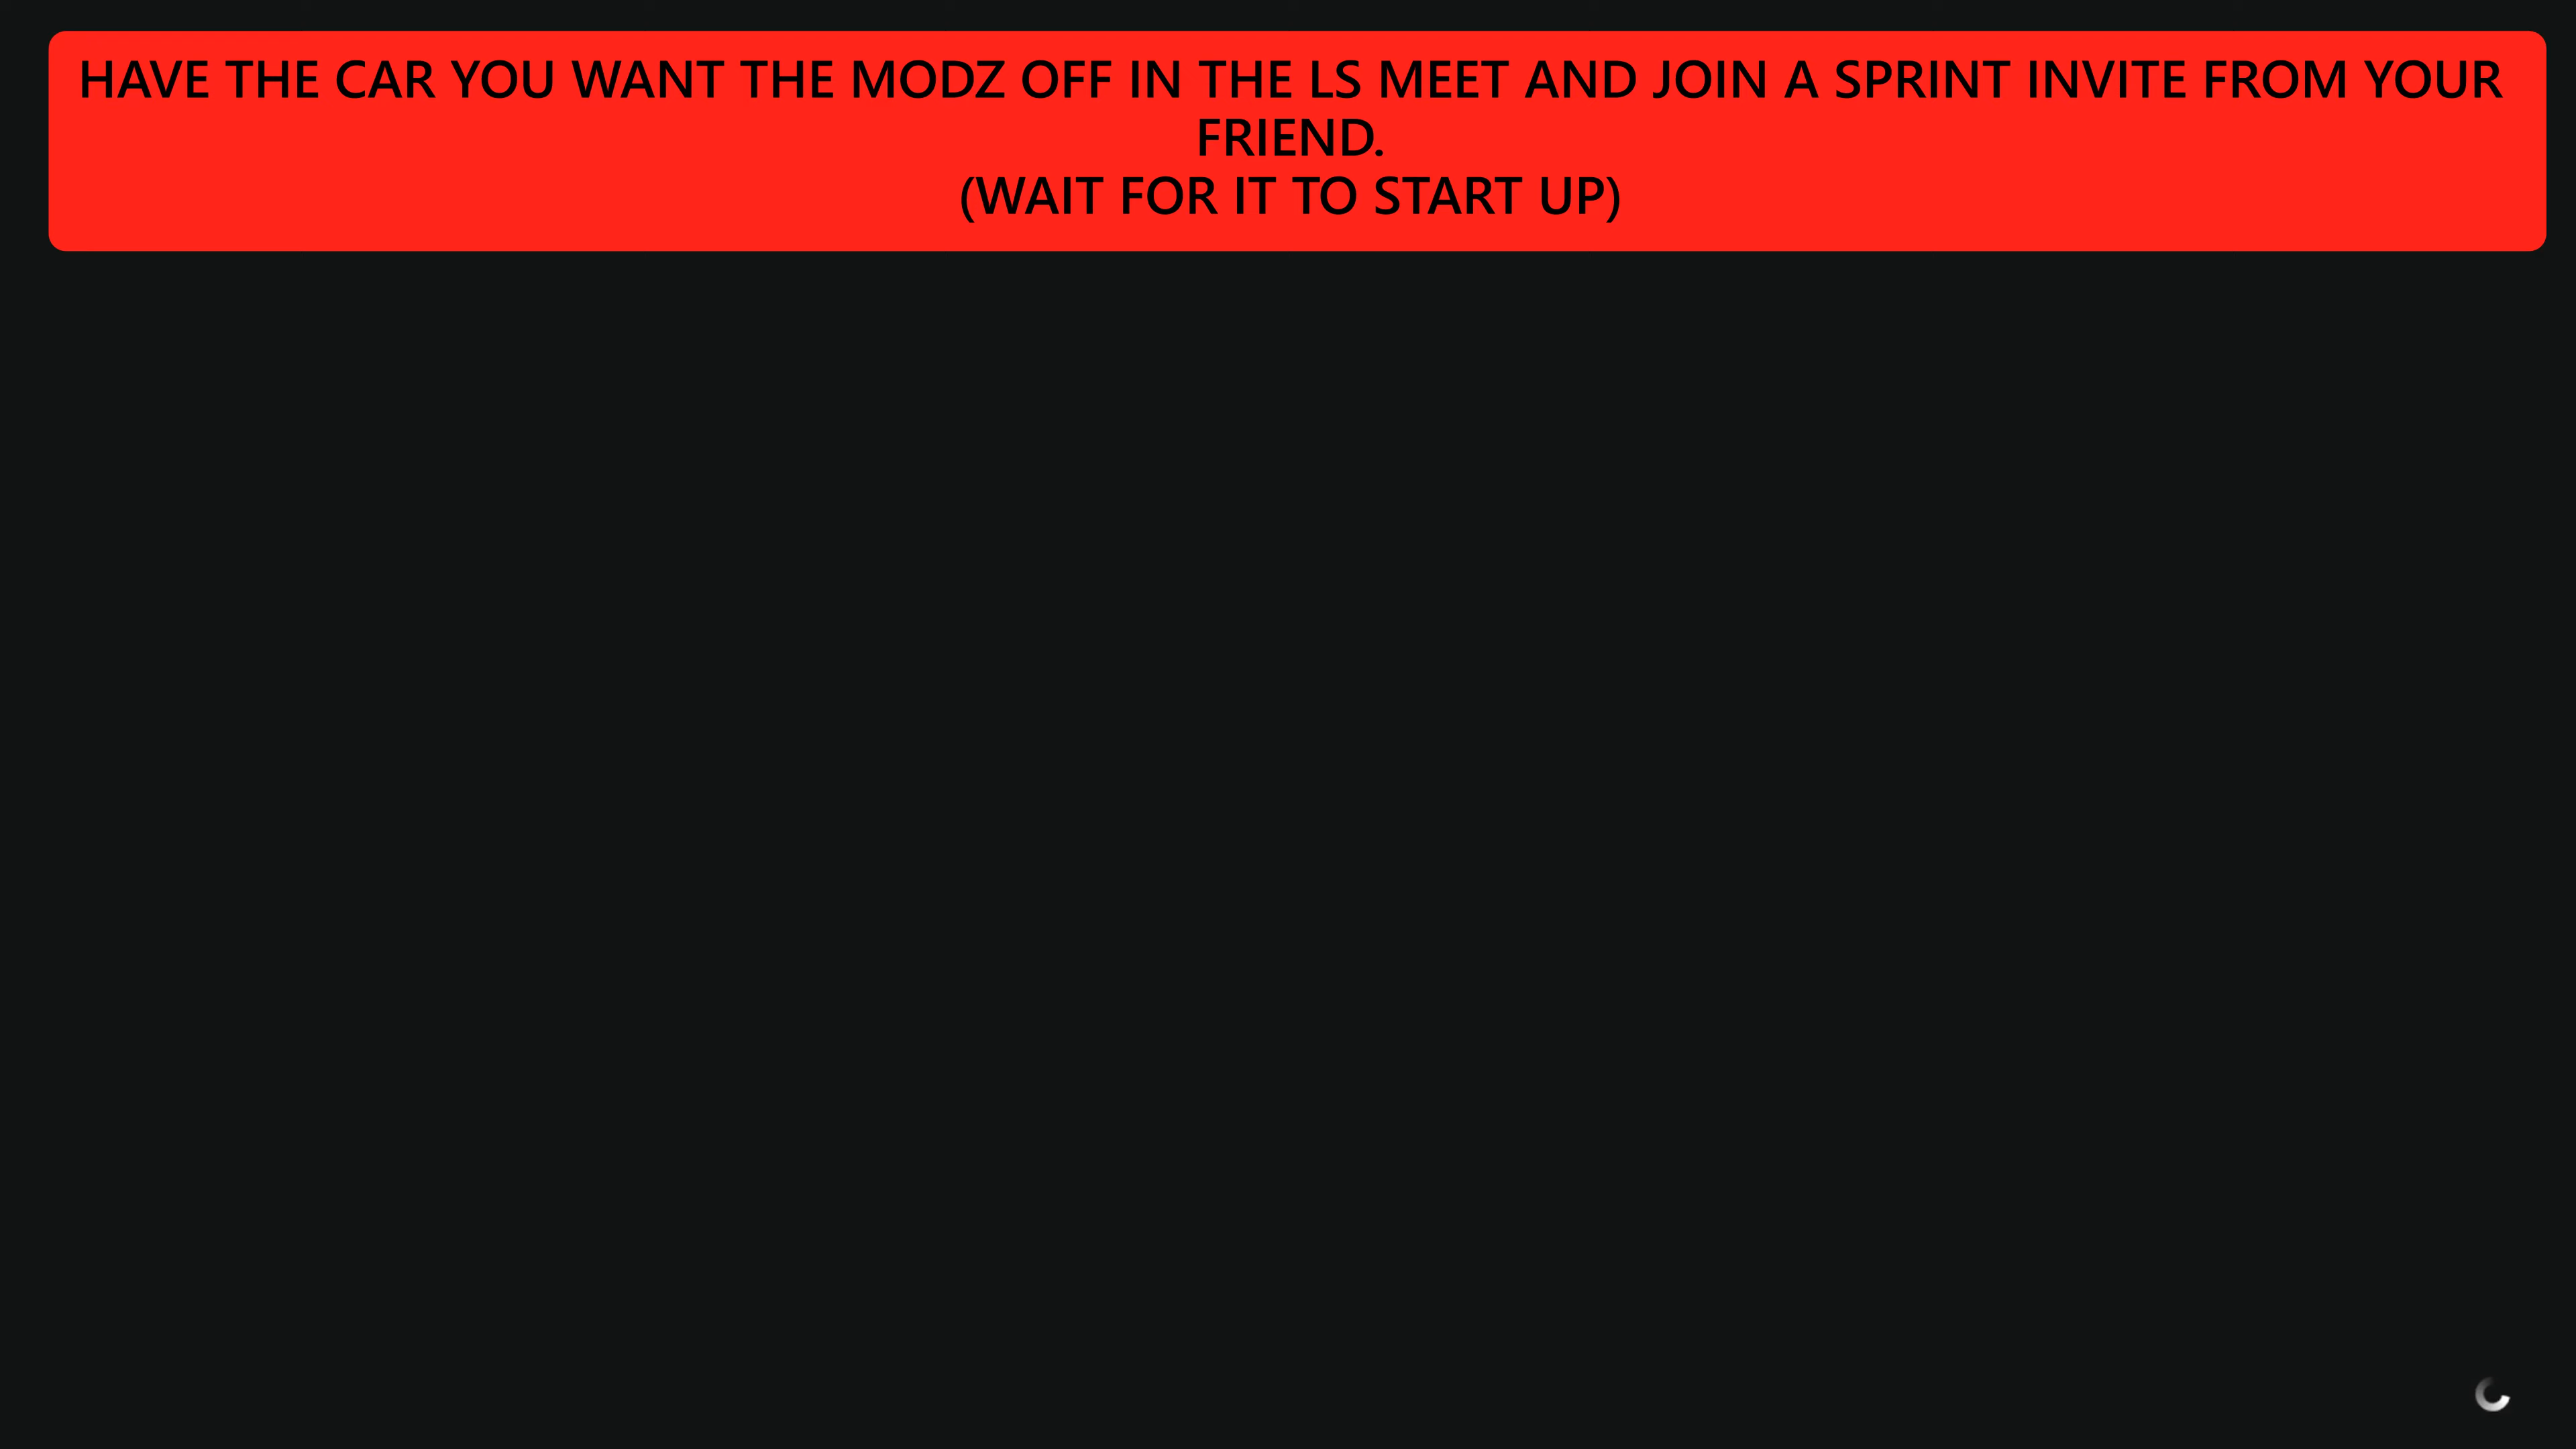 HAVE THE CAR YOU WANT THE MODZ OFF IN THE LS MEET AND JOIN A SPRINT INVITE FROM YOUR
FRIEND.
(WAIT FOR IT TO START UP)